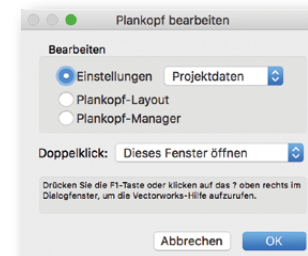 Plankopf bearbeiten
Bearbeiten
Einstellungen Projektdaten
Plankopf-Layout
Plankopf-Manager
Doppelklick: Dieses Fenster öffnen
Drücken Sie die F1-Taste oder klicken auf das ? oben rechts im
Dialogfenster, um die Vectorworks-Hilfe aufzurufen.
Abbrechen OK